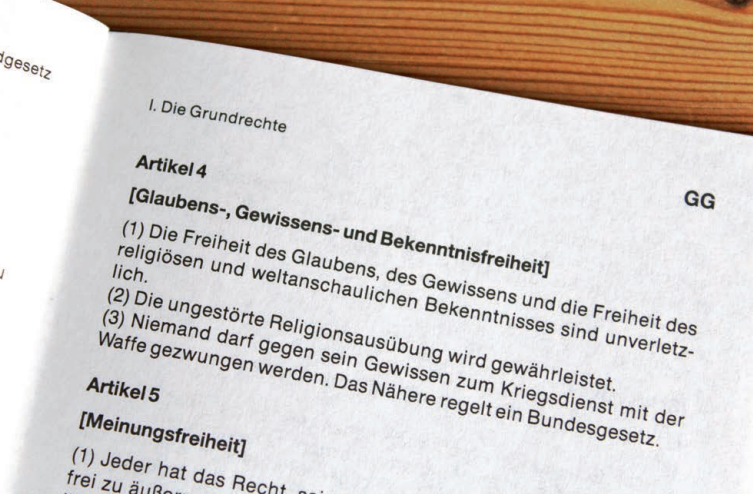 dgesetz
I. Die Grundrechte
GG
Artikel 4
[Glaubens-, Gewissens- und Bekenntnisfreiheit]
(1) Die Freiheit des Glaubens, des Gewissens und die Freiheit des
religiösen und weltanschaulichen Bekenntnisses sind unverletz-
lich.
(2) Die ungestörte Religionsausübung wird gewährleistet.
(3) Niemand darf gegen sein Gewissen zum Kriegsdienst mit der
Waffe gezwungen werden. Das Nähere regelt ein Bundesgesetz.
Artikel 5
[Meinungsfreiheit]
(1) Jeder hat das Recht,
frei zu